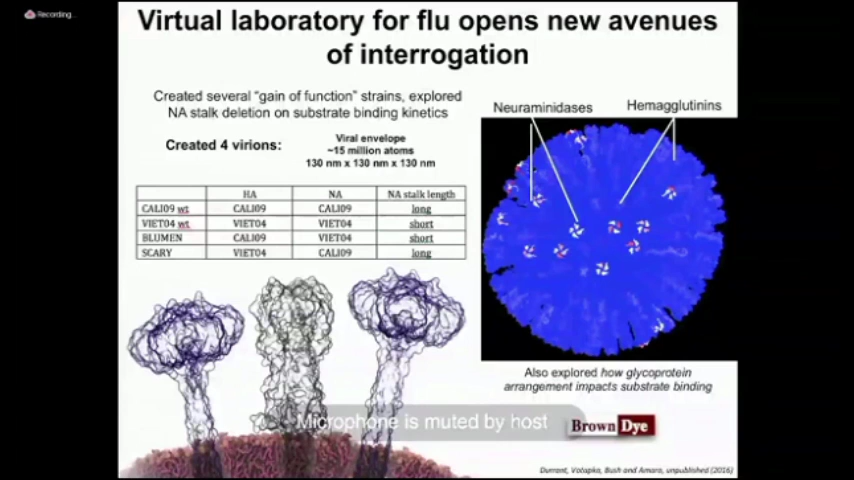 Recording...
Virtual laboratory for flu opens new avenues
of interrogation
Created several "gain of function" strains, explored
NA stalk deletion on substrate binding kinetics
Created 4 virions:
Viral envelope
~15 million atoms
130 nm x 130 nm x 130 nm
HA NA NA stalk length
CALI09 wt CALI09 CALI09 long
VIET04 wt VIET04 VIET04 short
BLUMEN CALI09 VIET04 short
SCARY VIET04 CALI09 long
Neuraminidases Hemagglutinins
Also explored how glycoprotein
arrangement impacts substrate binding
Microphone is muted by host
BrownDye
Durrant, Votapka, Bush and Amaro, unpublished (2016)